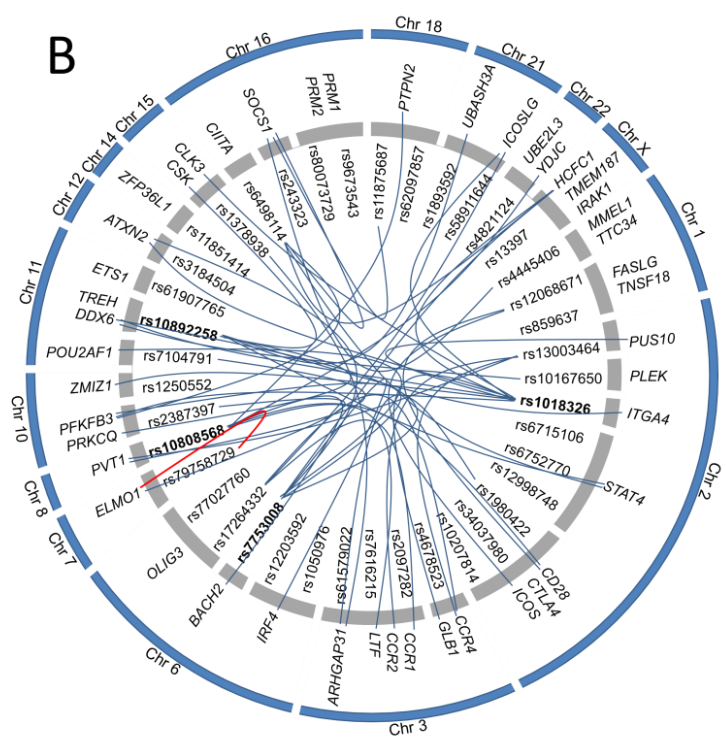 B
Chr 18
Chr 21
Chr 22
Chr X
Chr 1
Chr 2
Chr 3
Chr 6
Chr 7
Chr 8
Chr 10
Chr 11
Chr 12
Chr 14
Chr 15
Chr 16
PTPN2
UBASH3A
ICOSLG
UBE2L3
YDJC
HCFC1
TMEM187
IRAK1
MMEL1
TTC34
FASLG
TNSF18
PUS10
PLEK
ITGA4
STAT4
CD28
CTLA4
ICOS
CCR4
GLB1
CCR1
CCR2
LTF
ARHGAP31
IRF4
BACH2
OLIG3
ELMO1
PVT1
PRKCQ
PFKFB3
ZMIZ1
POU2AF1
DDX6
TREH
ETS1
ATXN2
ZFP36L1
CSK
CLK3
CIITA
SOCS1
PRM2
PRM1
rs11875687
rs62097857
rs1893592
rs58911644
rs4821124
rs13397
rs4445406
rs12068671
rs859637
rs13003464
rs10167650
rs1018326
rs6715106
rs6752770
rs12998748
rs1980422
rs34037980
rs10207814
rs4678523
rs2097282
rs7616215
rs61579022
rs1050976
rs12203592
rs7753008
rs17264332
rs77027760
rs79758729
rs10808568
rs2387397
rs1250552
rs7104791
rs10892258
rs61907765
rs3184504
rs11851414
rs1378938
rs6498114
rs243323
rs80073729
rs9673543